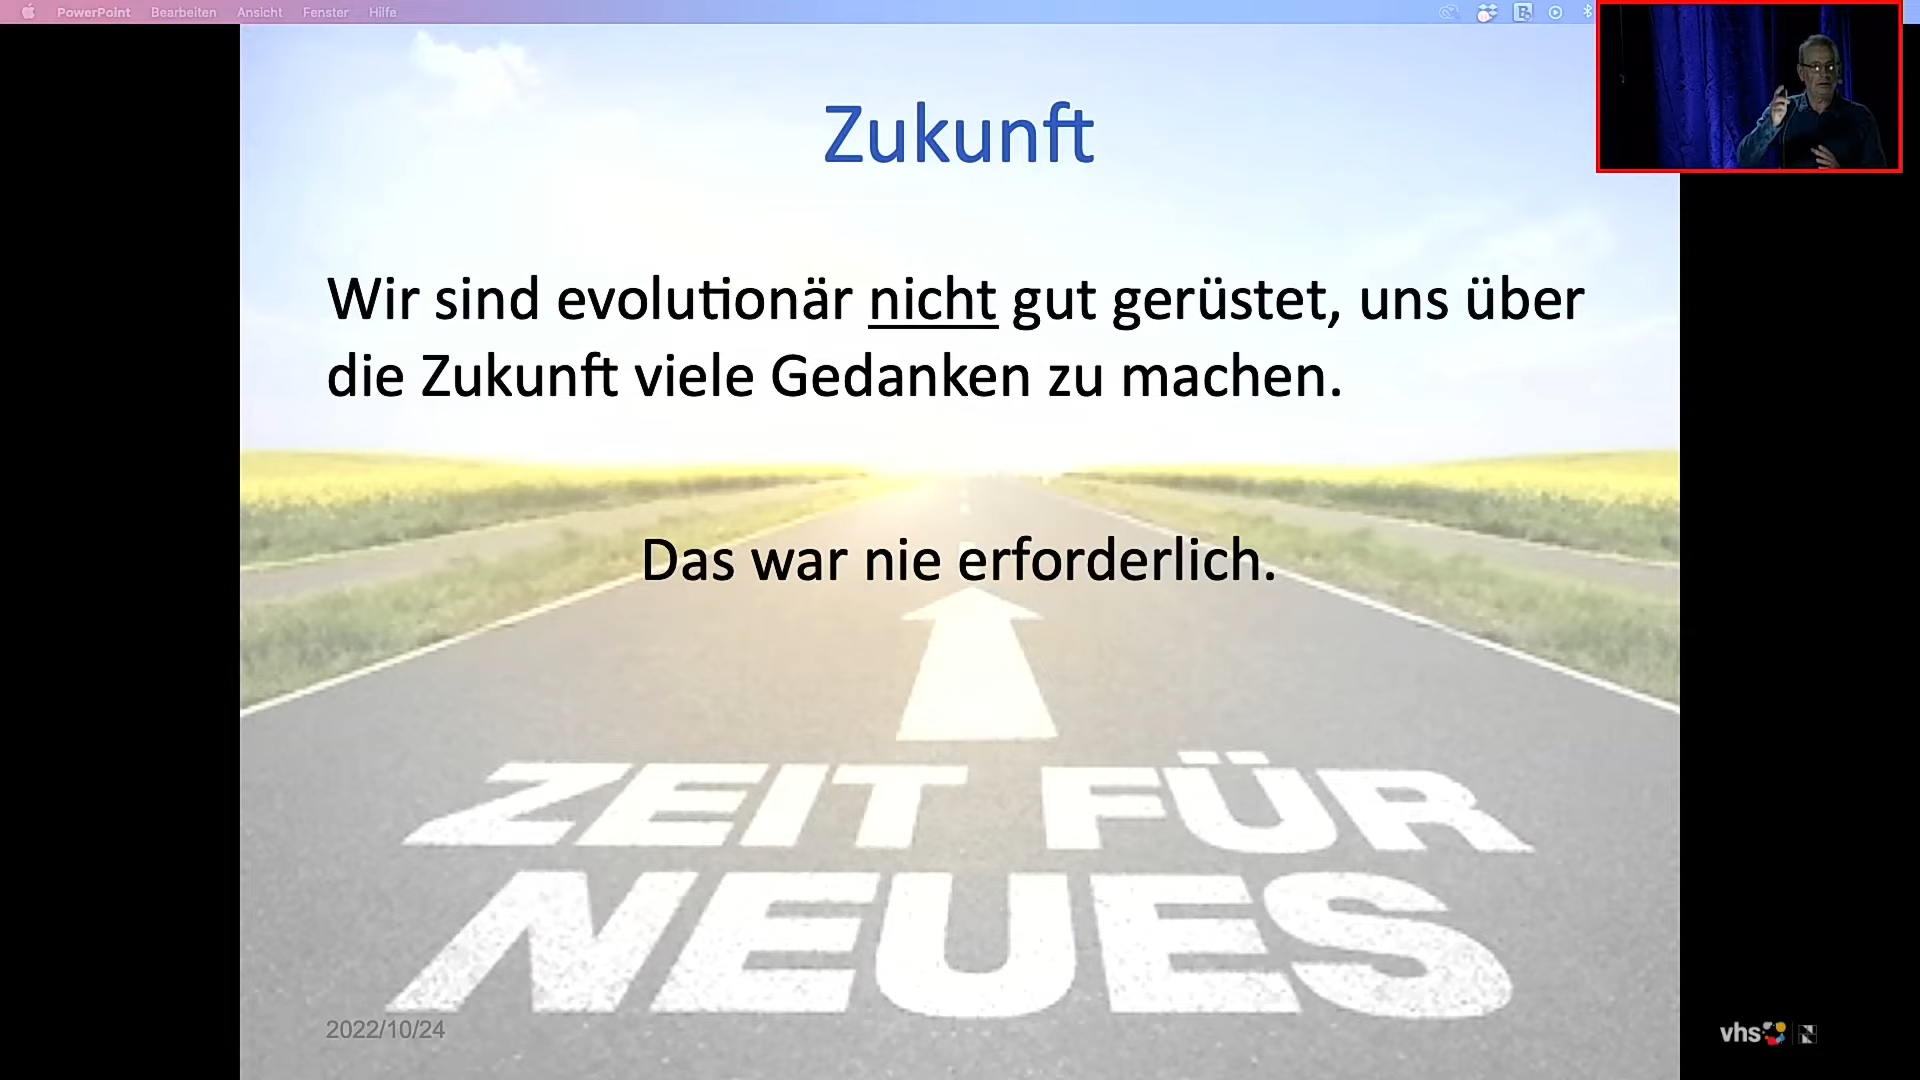 PowerPoint Bearbeiten Ansicht Fenster Hilfe
Zukunft
Wir sind evolutionär nicht gut gerüstet, uns über
die Zukunft viele Gedanken zu machen.
Das war nie erforderlich.
ZEIT FÜR
NEUES
2022/10/24
vhs